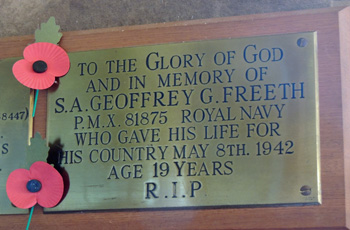 TO THE GLORY OF GOD
AND IN MEMORY OF
S.A. GEOFFREY G. FREETH
P.M.X. 81875 ROYAL NAVY
WHO GAVE HIS LIFE FOR
HIS COUNTRY MAY 8TH. 1942
AGE 19 YEARS
R.I.P.
8447)
S